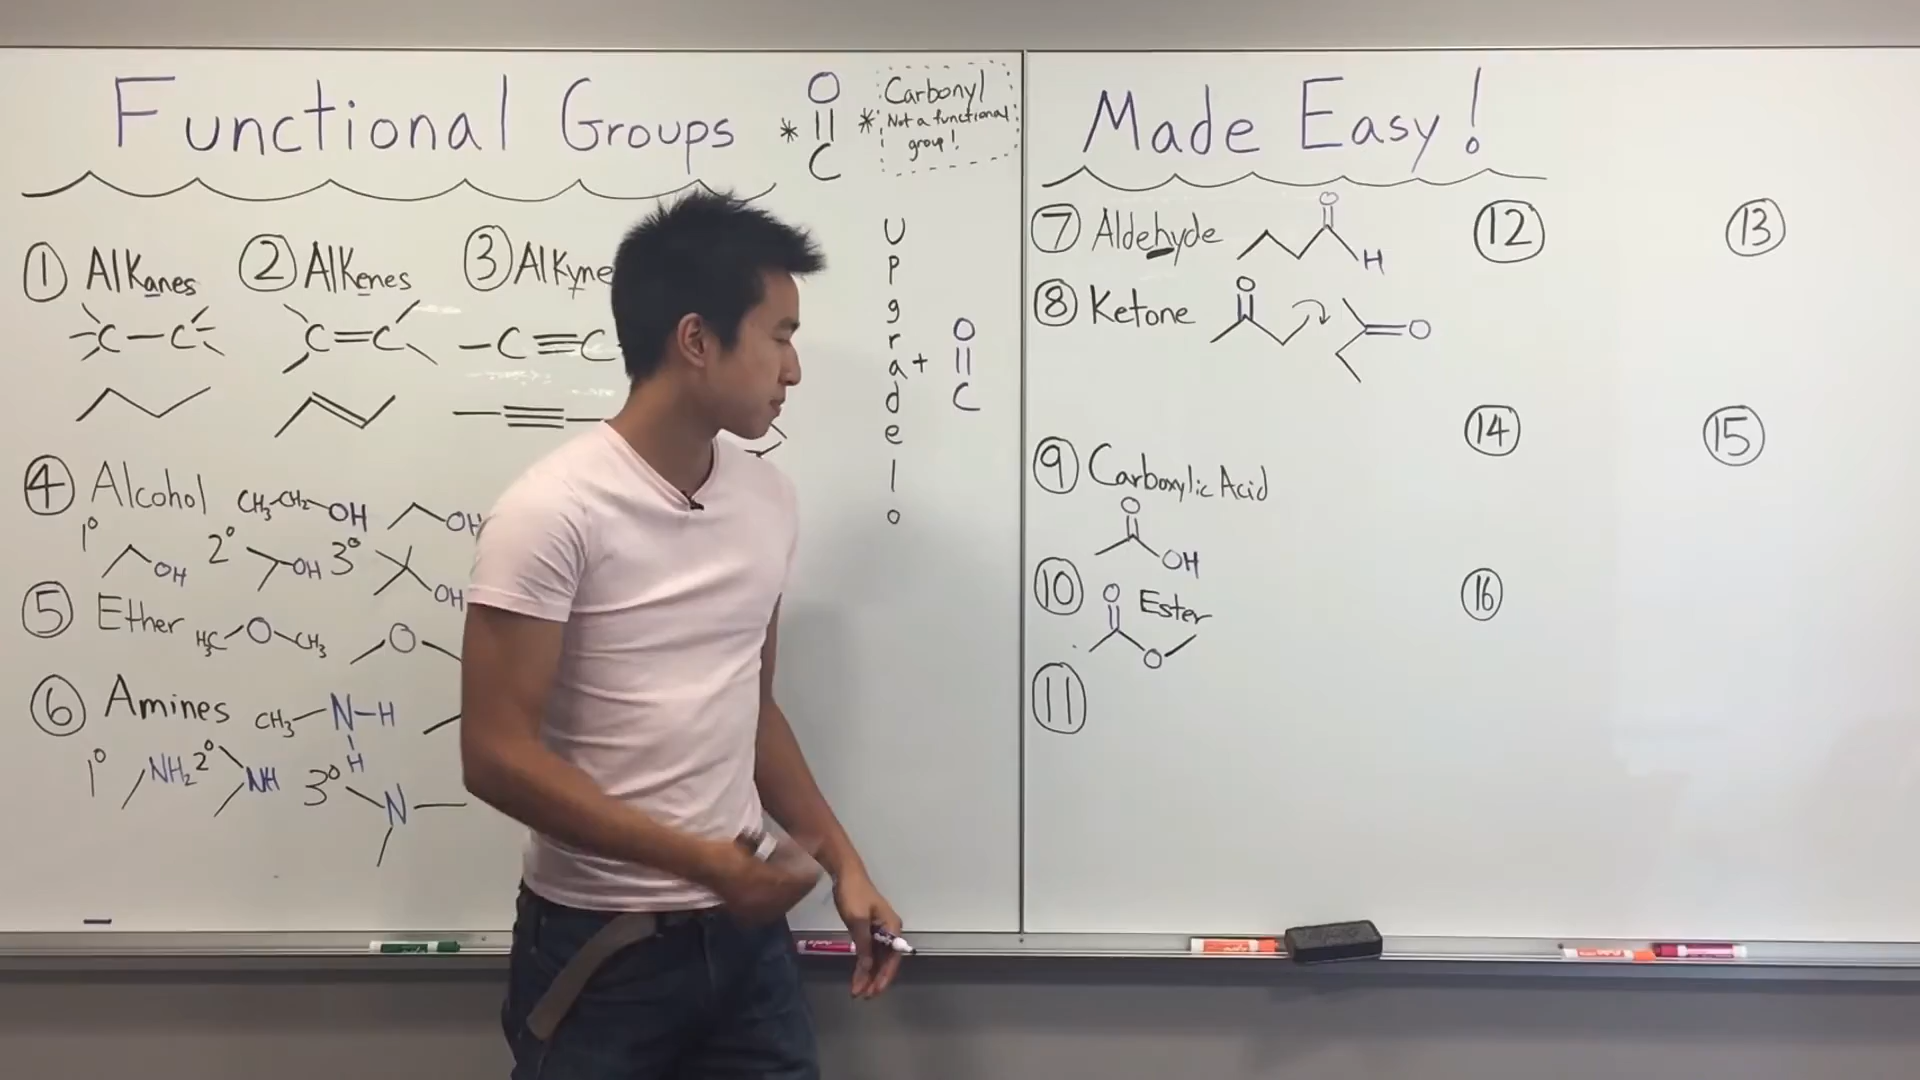 Functional Groups
* O
C
Carbonyl
* Not a functional
group!
① Alkanes ② Alkenes ③ Alkyne
C-C C=C -C≡C
④ Alcohol CH3-CH2-OH OH
1° OH 2° OH 3° OH
⑤ Ether H3C-O-CH3 O
⑥ Amines CH3-N-H
H
1° NH2 2° NH 3° N
Upgrade lo
+ O
C
Made Easy!
⑦ Aldehyde O
H
⑧ Ketone O O
⑨ Carboxylic Acid
O
OH
⑩ O Ester
O
⑪
⑫ ⑬
⑭ ⑮
⑯